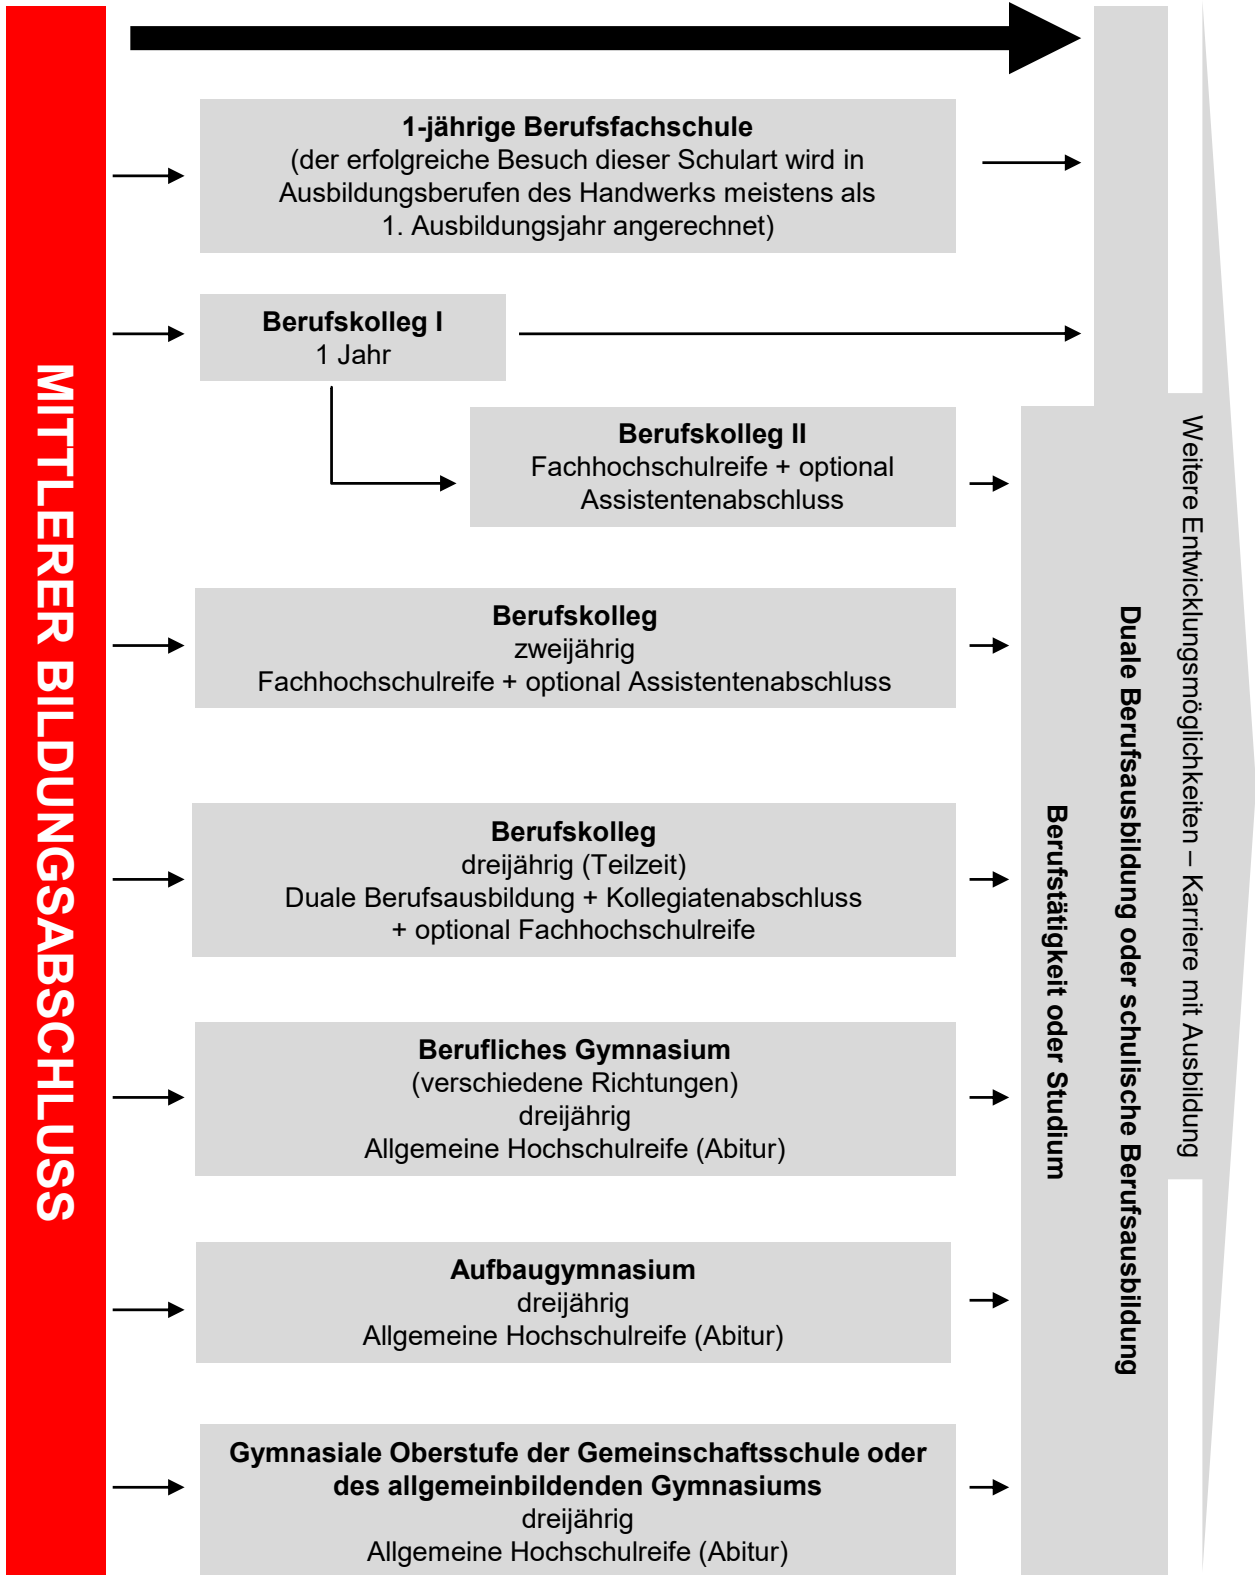 MITTLERER BILDUNGSABSCHLUSS
1-jährige Berufsfachschule
(der erfolgreiche Besuch dieser Schulart wird in
Ausbildungsberufen des Handwerks meistens als
1. Ausbildungsjahr angerechnet)
Berufskolleg I
1 Jahr
Berufskolleg II
Fachhochschulreife + optional
Assistentenabschluss
Berufskolleg
zweijährig
Fachhochschulreife + optional Assistentenabschluss
Berufskolleg
dreijährig (Teilzeit)
Duale Berufsausbildung + Kollegiatenabschluss
+ optional Fachhochschulreife
Berufliches Gymnasium
(verschiedene Richtungen)
dreijährig
Allgemeine Hochschulreife (Abitur)
Aufbaugymnasium
dreijährig
Allgemeine Hochschulreife (Abitur)
Gymnasiale Oberstufe der Gemeinschaftsschule oder
des allgemeinbildenden Gymnasiums
dreijährig
Allgemeine Hochschulreife (Abitur)
Berufstätigkeit oder Studium
Duale Berufsausbildung oder schulische Berufsausbildung
Weitere Entwicklungsmöglichkeiten – Karriere mit Ausbildung